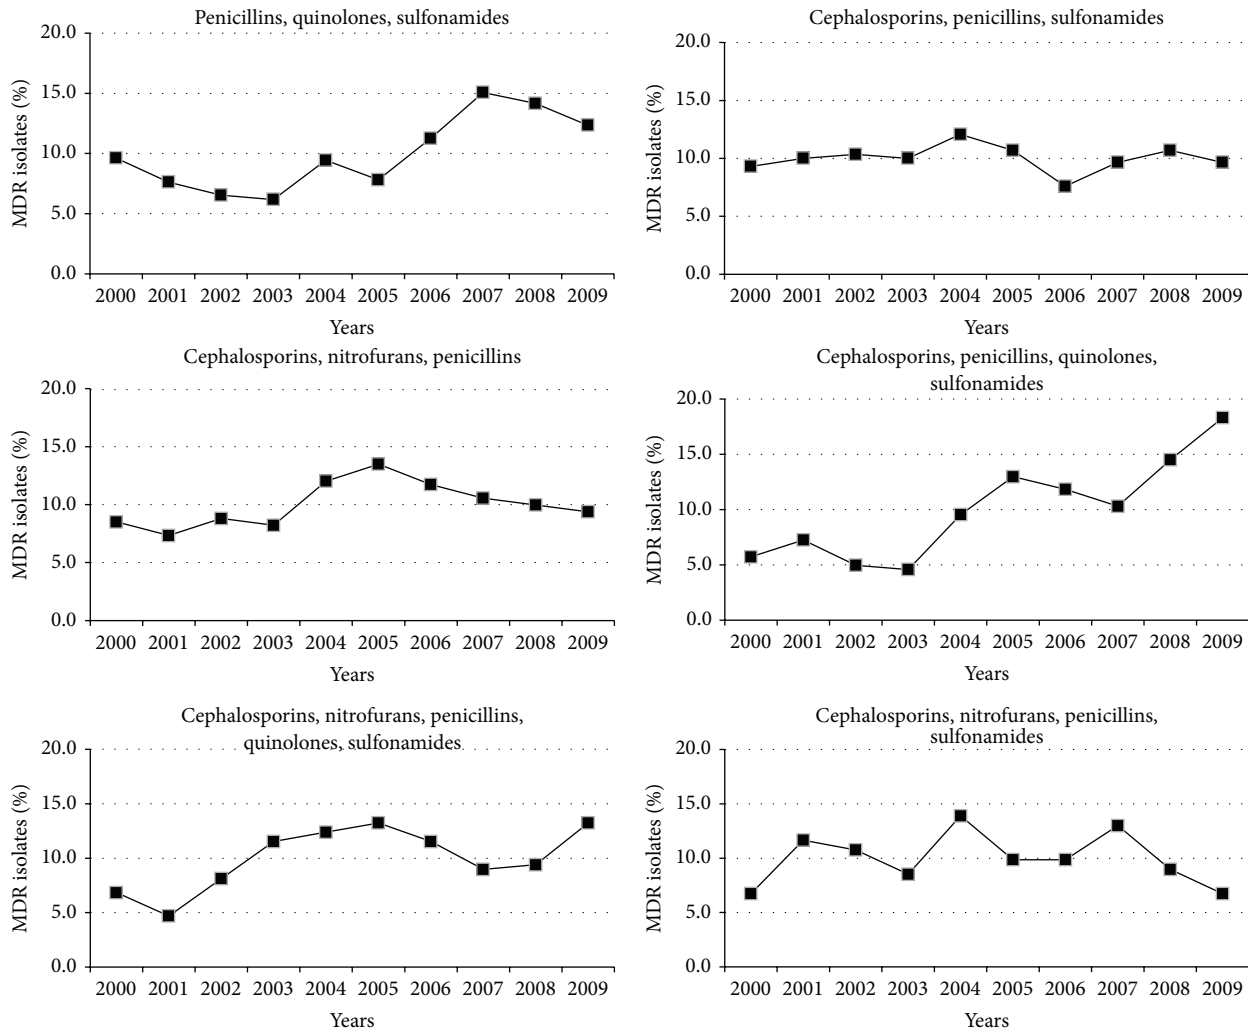 Penicillins, quinolones, sulfonamides
20.0
15.0
10.0
5.0
0.0
MDR isolates (%)
2000 2001 2002 2003 2004 2005 2006 2007 2008 2009
Years
Cephalosporins, penicillins, sulfonamides
20.0
15.0
10.0
5.0
0.0
MDR isolates (%)
2000 2001 2002 2003 2004 2005 2006 2007 2008 2009
Years
Cephalosporins, nitrofurans, penicillins
20.0
15.0
10.0
5.0
0.0
MDR isolates (%)
2000 2001 2002 2003 2004 2005 2006 2007 2008 2009
Years
Cephalosporins, penicillins, quinolones,
sulfonamides
20.0
15.0
10.0
5.0
0.0
MDR isolates (%)
2000 2001 2002 2003 2004 2005 2006 2007 2008 2009
Years
Cephalosporins, nitrofurans, penicillins,
quinolones, sulfonamides
20.0
15.0
10.0
5.0
0.0
MDR isolates (%)
2000 2001 2002 2003 2004 2005 2006 2007 2008 2009
Years
Cephalosporins, nitrofurans, penicillins,
sulfonamides
20.0
15.0
10.0
5.0
0.0
MDR isolates (%)
2000 2001 2002 2003 2004 2005 2006 2007 2008 2009
Years